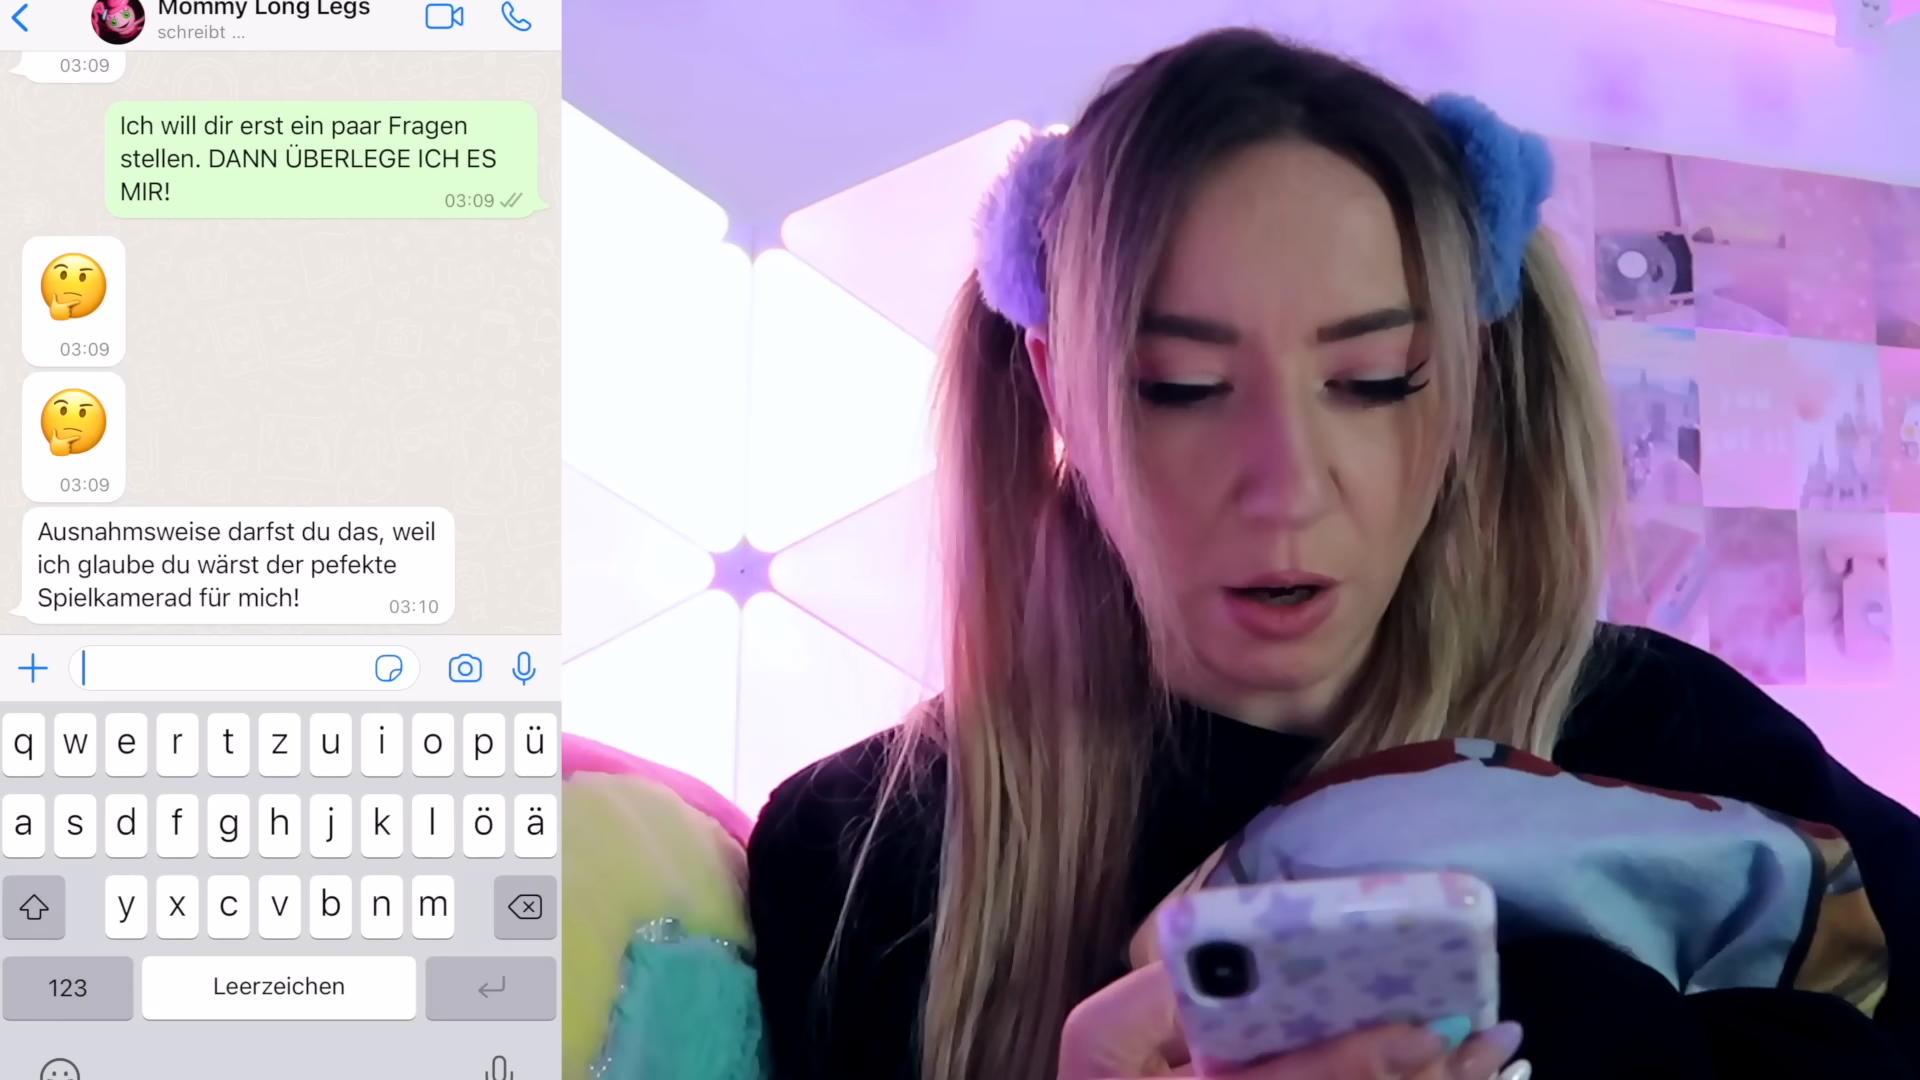 Mommy Long Legs
schreibt ...
03:09
Ich will dir erst ein paar Fragen
stellen. DANN ÜBERLEGE ICH ES
MIR!
03:09
03:09
03:09
Ausnahmsweise darfst du das, weil
ich glaube du wärst der pefekte
Spielkamerad für mich!
03:10
q w e r t z u i o p ü
a s d f g h j k l ö ä
y x c v b n m
123
Leerzeichen